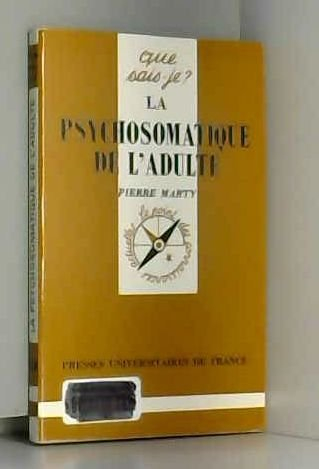 que
sais-je?
LA
PSYCHOSOMATIQUE
DE L'ADULTE
PIERRE MARTY
le point des
connaissances
actuelles
PRESSES UNIVERSITAIRES DE FRANCE
LA PSYCHOSOMATIQUE DE L'ADULTE